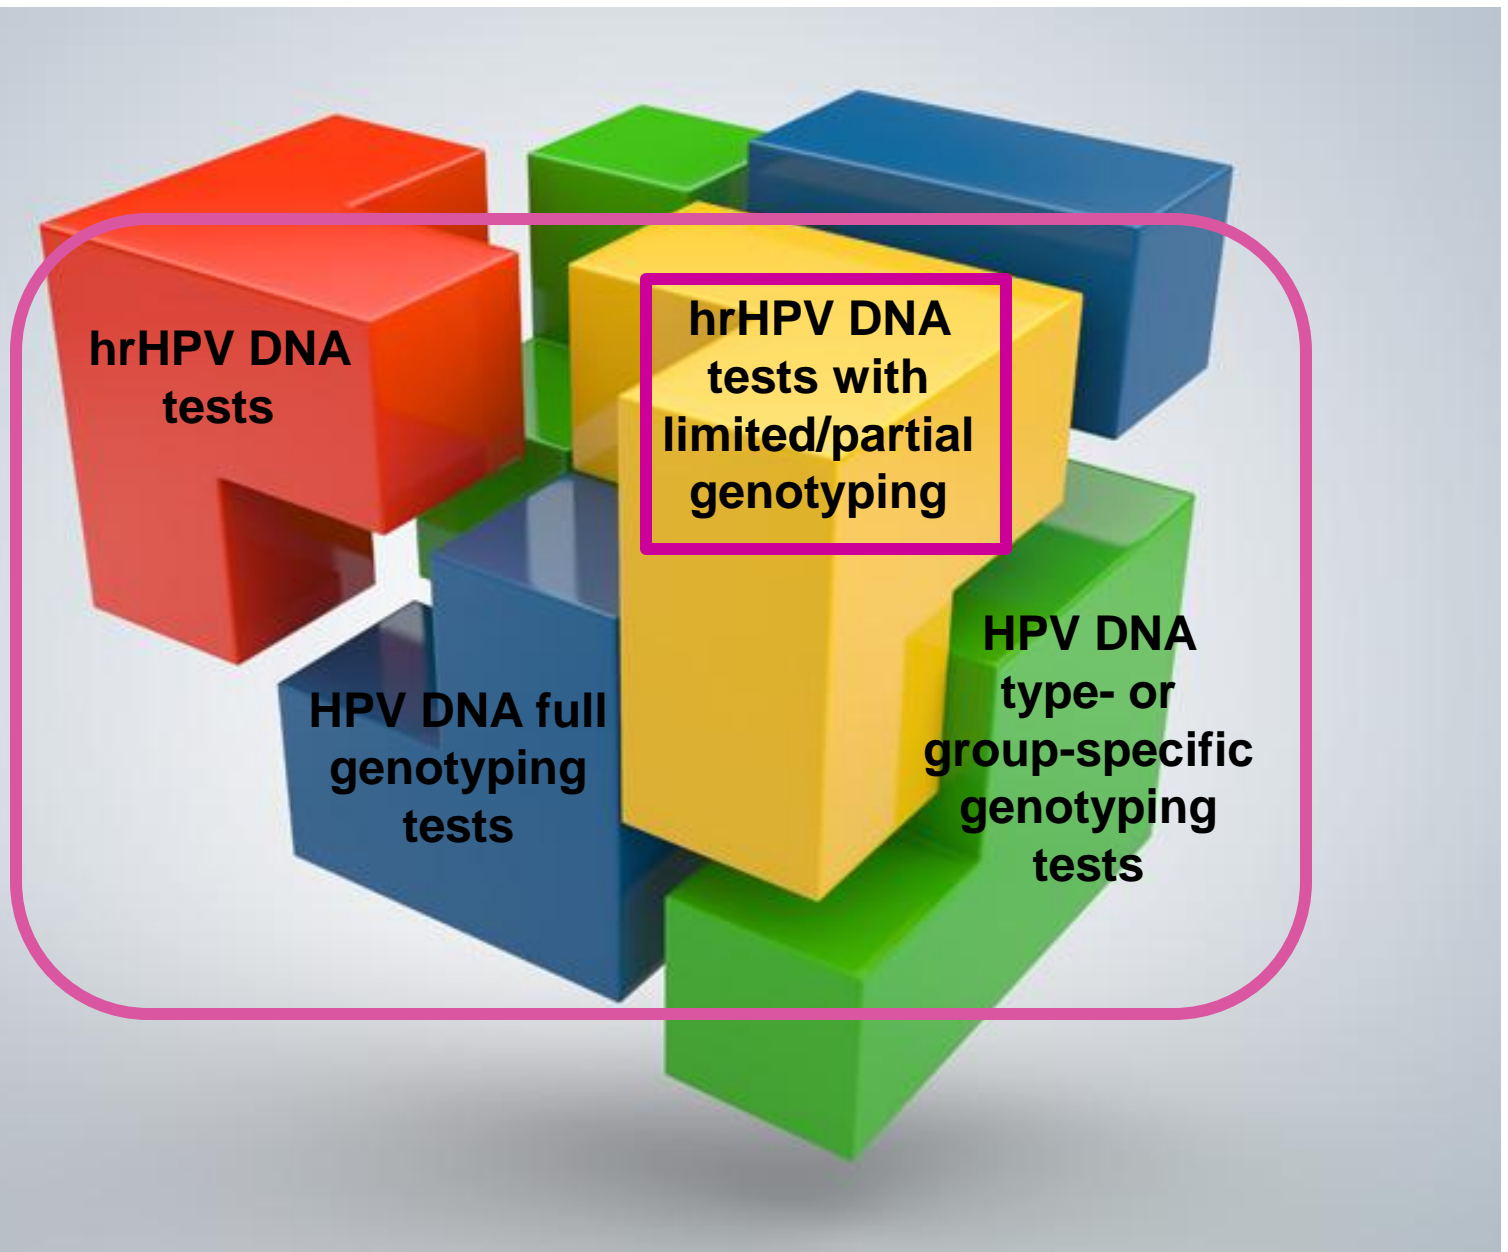 hrHPV DNA
tests
hrHPV DNA
tests with
limited/partial
genotyping
HPV DNA full
genotyping
tests
HPV DNA
type- or
group-specific
genotyping
tests